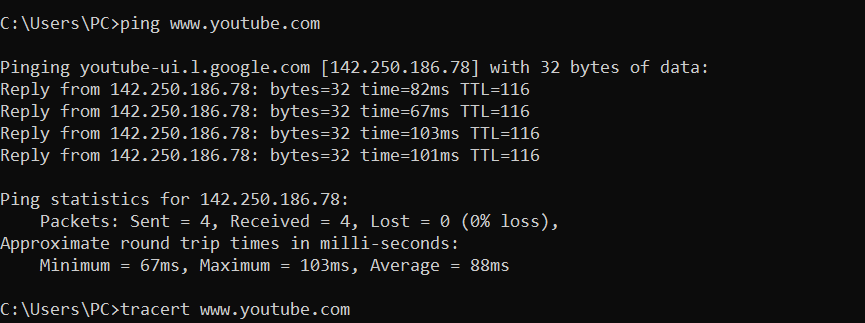 C:\Users\PC>ping www.youtube.com
Pinging youtube-ui.l.google.com [142.250.186.78] with 32 bytes of data:
Reply from 142.250.186.78: bytes=32 time=82ms TTL=116
Reply from 142.250.186.78: bytes=32 time=67ms TTL=116
Reply from 142.250.186.78: bytes=32 time=103ms TTL=116
Reply from 142.250.186.78: bytes=32 time=101ms TTL=116
Ping statistics for 142.250.186.78:
    Packets: Sent = 4, Received = 4, Lost = 0 (0% loss),
Approximate round trip times in milli-seconds:
    Minimum = 67ms, Maximum = 103ms, Average = 88ms
C:\Users\PC>tracert www.youtube.com